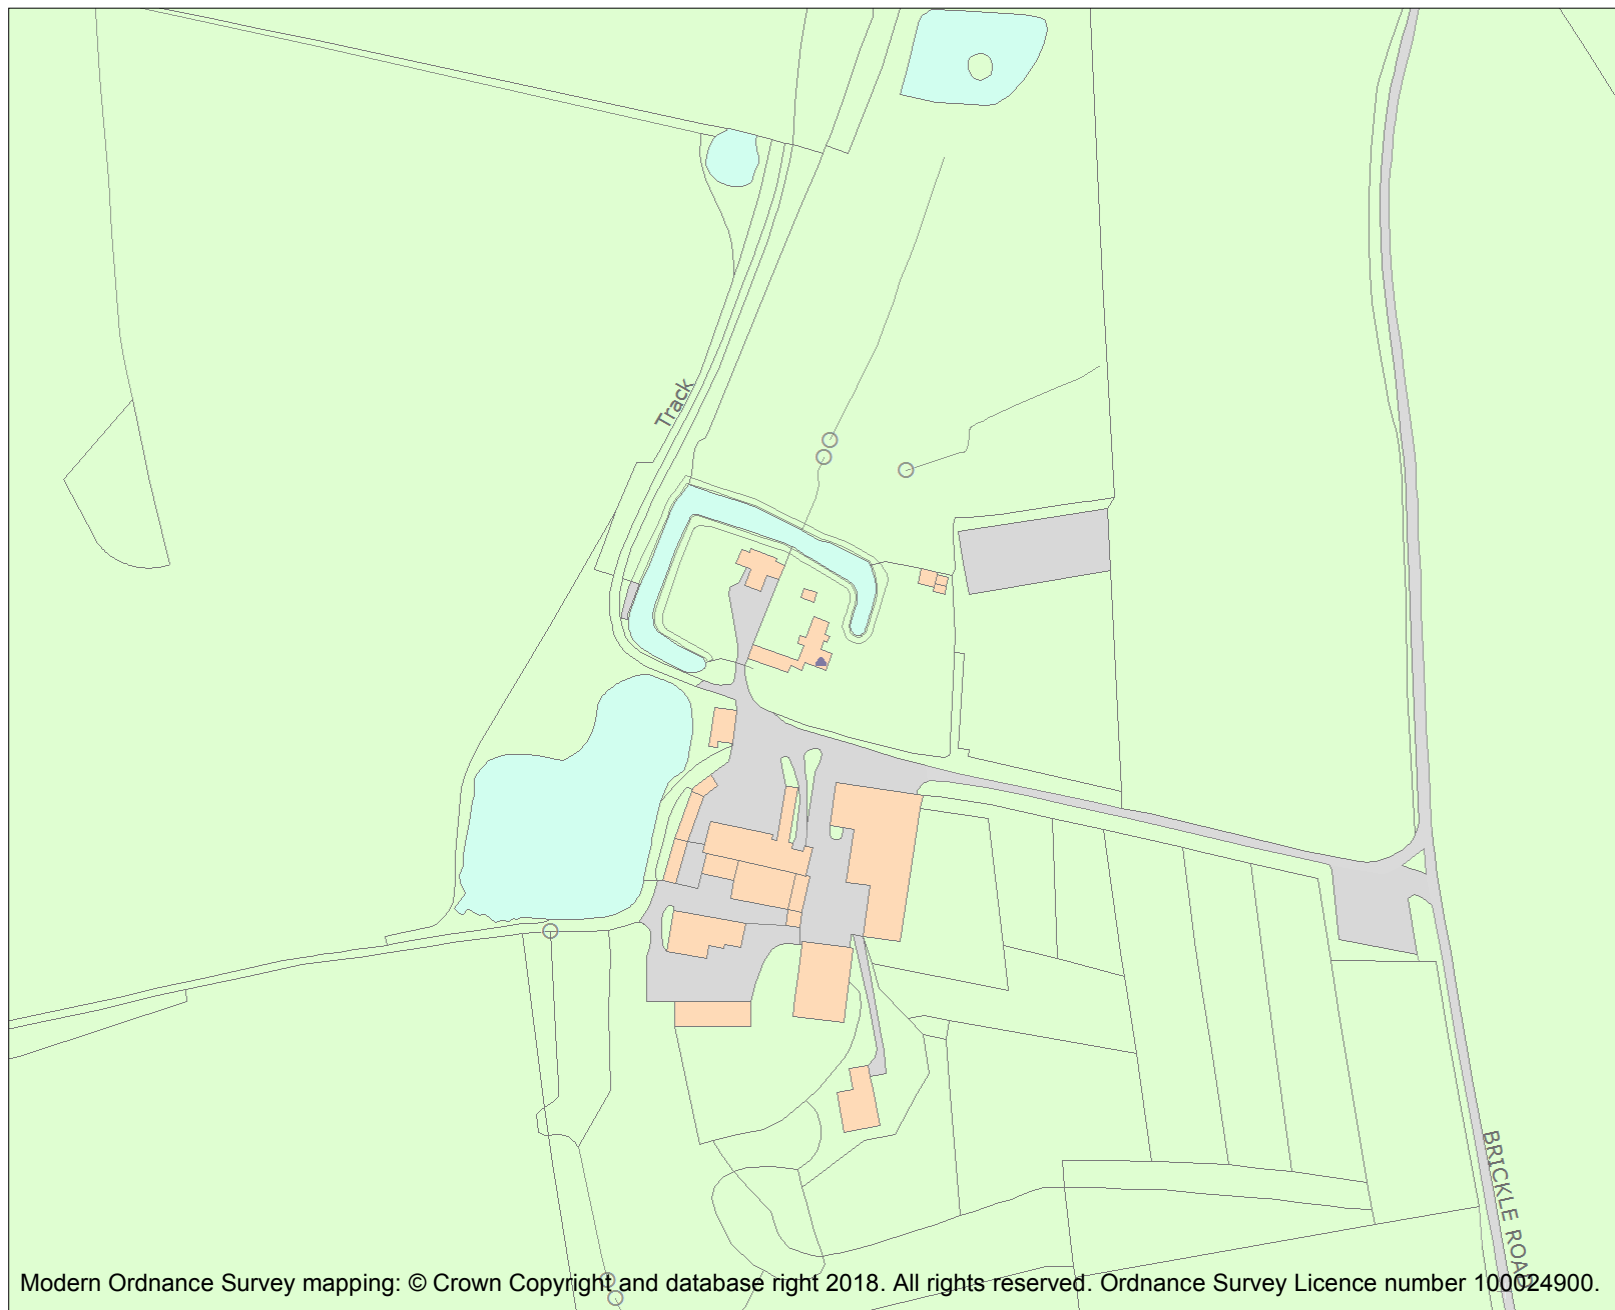 Track
BRICKLE ROAD
Modern Ordnance Survey mapping: © Crown Copyright and database right 2018. All rights reserved. Ordnance Survey Licence number 100024900.